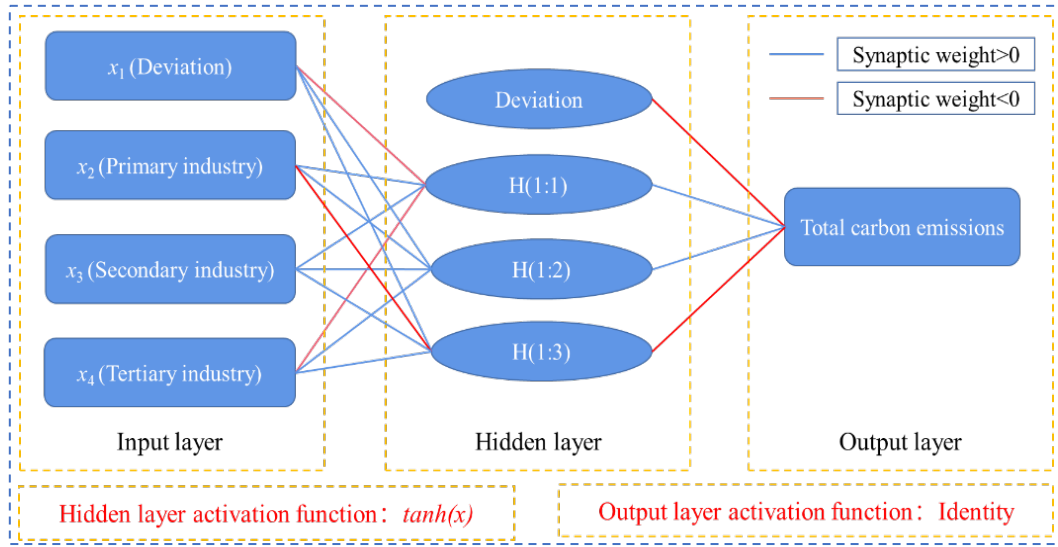 x1 (Deviation)
x2 (Primary industry)
x3 (Secondary industry)
x4 (Tertiary industry)
Input layer
Deviation
H(1:1)
H(1:2)
H(1:3)
Hidden layer
Synaptic weight>0
Synaptic weight<0
Total carbon emissions
Output layer
Hidden layer activation function：tanh(x)
Output layer activation function：Identity